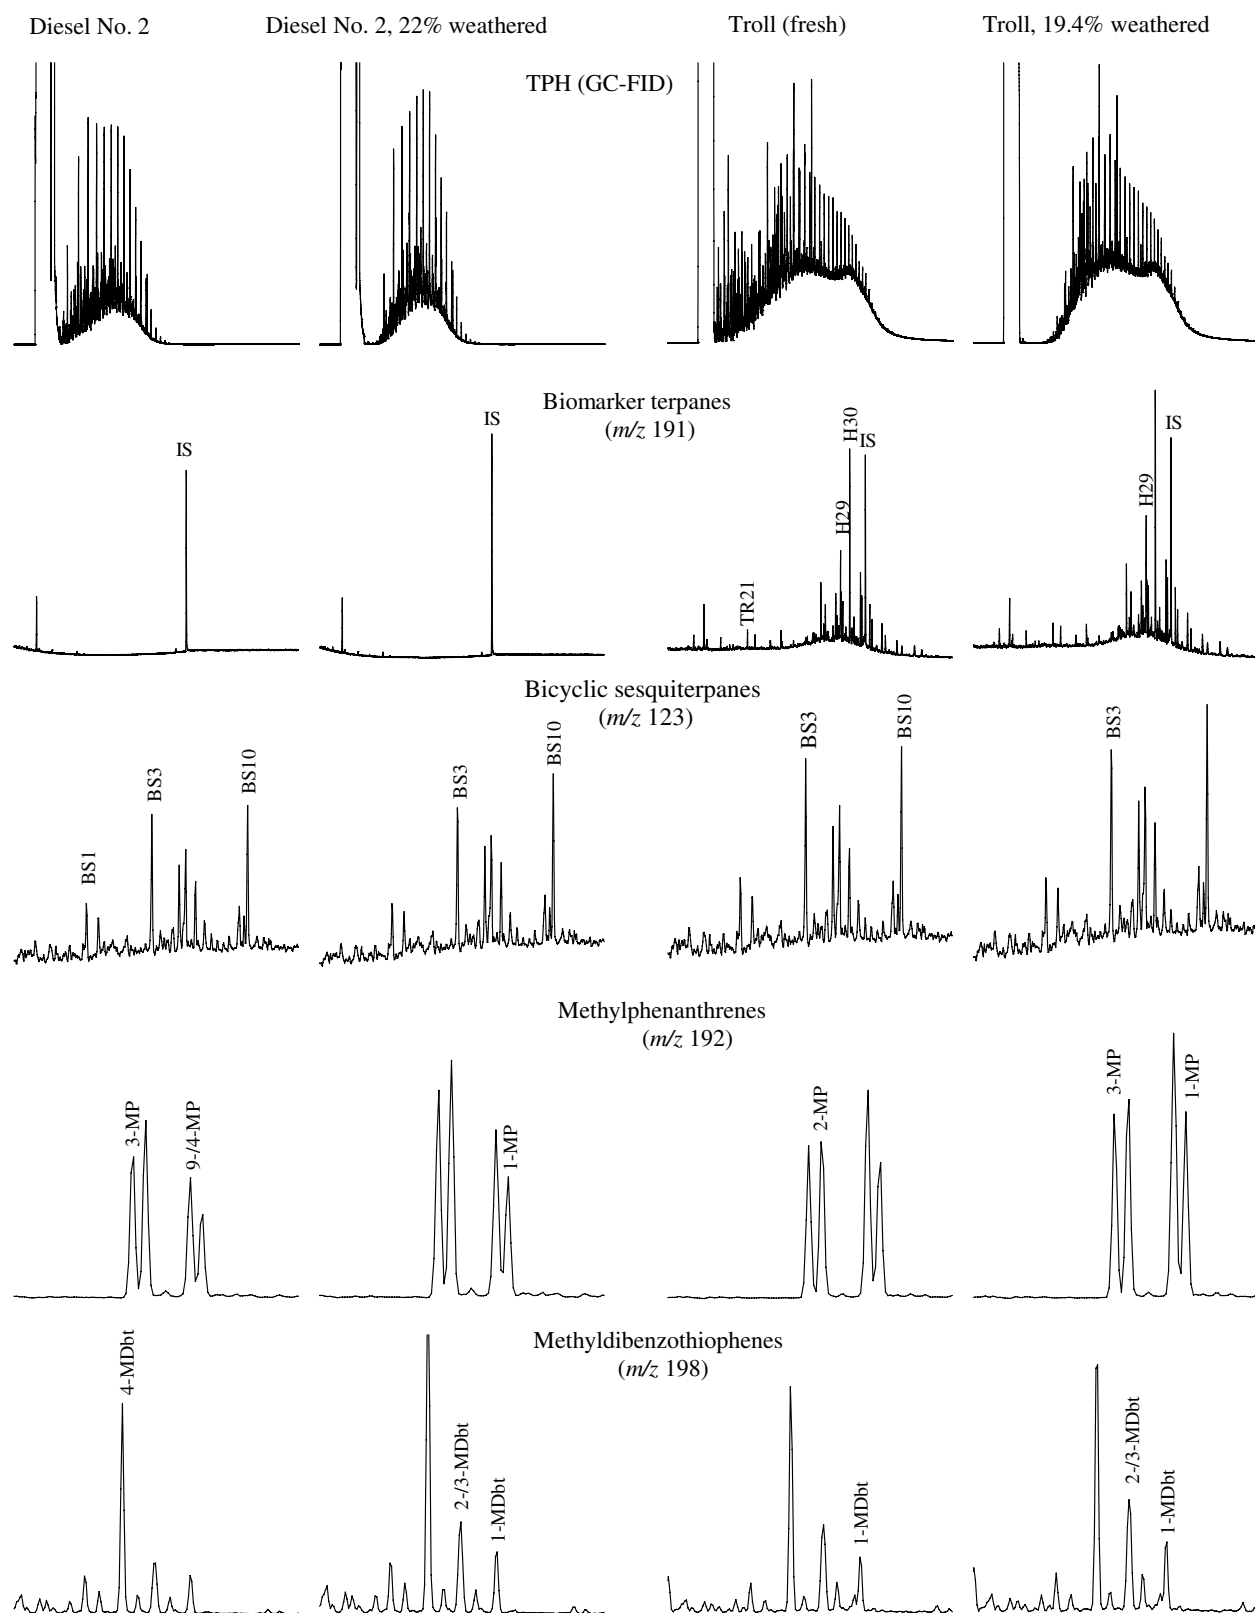 Diesel No. 2
Diesel No. 2, 22% weathered
Troll (fresh)
Troll, 19.4% weathered
TPH (GC-FID)
Biomarker terpanes
(m/z 191)
IS
IS
TR21
H29
H30
IS
H29
IS
Bicyclic sesquiterpanes
(m/z 123)
BS1
BS3
BS10
BS3
BS10
BS3
BS10
BS3
Methylphenanthrenes
(m/z 192)
3-MP
9-/4-MP
1-MP
2-MP
3-MP
1-MP
Methyldibenzothiophenes
(m/z 198)
4-MDbt
2-/3-MDbt
1-MDbt
1-MDbt
2-/3-MDbt
1-MDbt